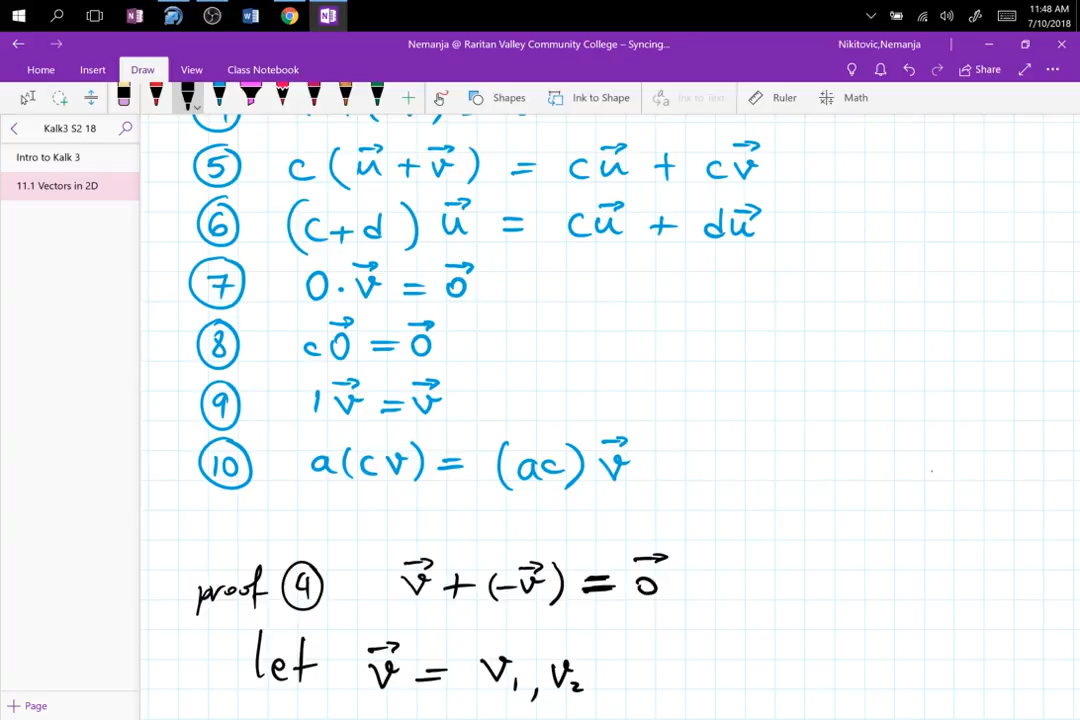 11:48 AM
7/10/2018
Nemanja @ Raritan Valley Community College – Syncing...
Nikitovic,Nemanja
Home Insert Draw View Class Notebook Share
Shapes Ink to Shape Ink to Text Ruler Math
Kalk3 S2 18
Intro to Kalk 3
11.1 Vectors in 2D
⑤ c(u⃗ + v⃗) = cu⃗ + cv⃗
⑥ (c+d) u⃗ = cu⃗ + du⃗
⑦ 0·v⃗ = 0⃗
⑧ c0⃗ = 0⃗
⑨ 1v⃗ = v⃗
⑩ a(cv) = (ac)v⃗
proof ④ v⃗ + (-v⃗) = 0⃗
let v⃗ = v₁, v₂
+ Page